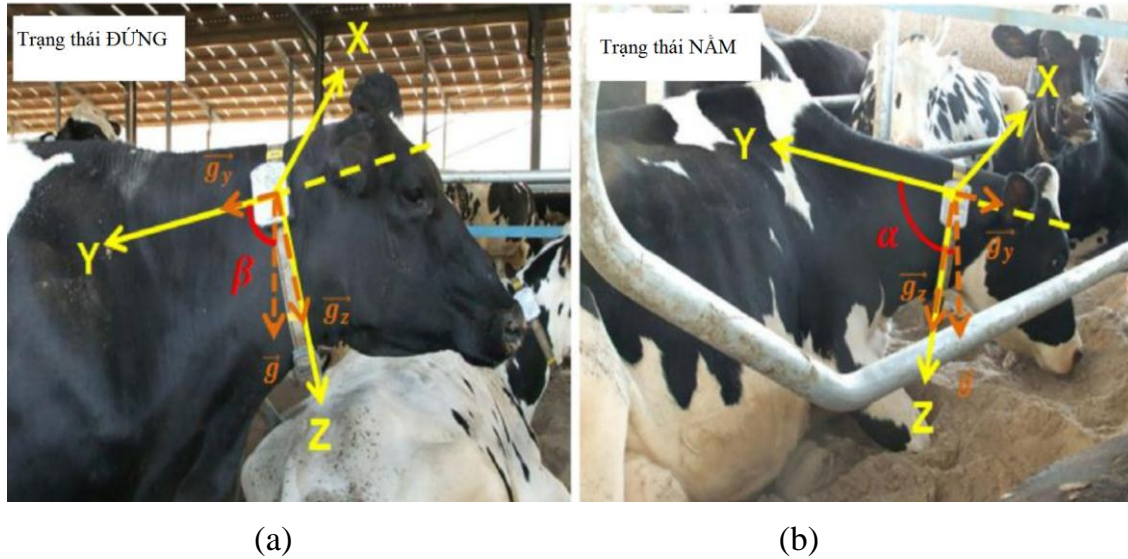 Trạng thái ĐỨNG
X
g_y
Y
β
g_z
g
Z
(a)
Trạng thái NẰM
X
Y
α
g_y
g_z
g
Z
(b)